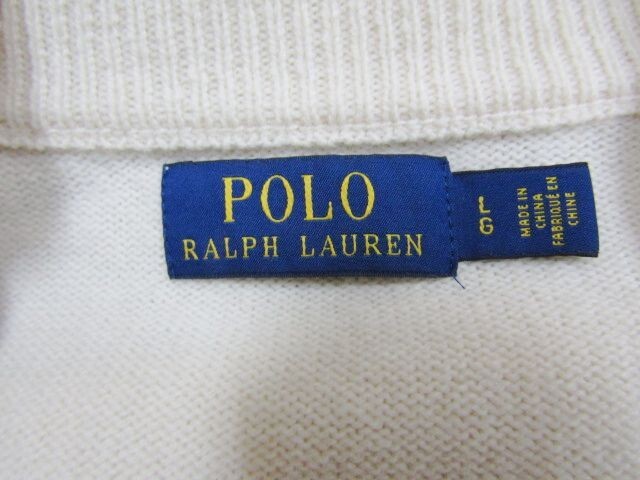 POLO
RALPH LAUREN
L
G
MADE IN
CHINA
FABRIQUÉ EN
CHINE